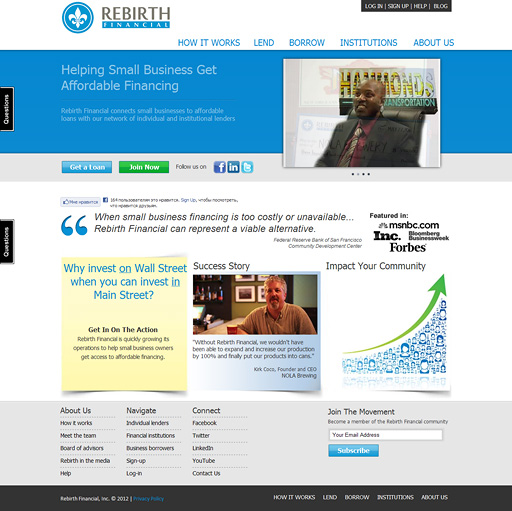 REBIRTH
FINANCIAL
LOG IN | SIGN UP | HELP | BLOG
HOW IT WORKS LEND BORROW INSTITUTIONS ABOUT US
Questions
Helping Small Business Get
Affordable Financing
Rebirth Financial connects small businesses to affordable
loans with our network of individual and institutional lenders
HAMMONDS
TRANSPORTATION
Get a Loan
Join Now
Follow us on
Мне нравится
164 пользователям это нравится. Sign Up, чтобы посмотреть,
что нравится друзьям.
Questions
When small business financing is too costly or unavailable...
Rebirth Financial can represent a viable alternative.
Federal Reserve Bank of San Francisco
Community Development Center
Featured in:
msnbc.com
Inc.
Bloomberg
Businessweek
Forbes
Why invest on Wall Street
when you can invest in
Main Street?
Get In On The Action
Rebirth Financial is quickly growing its
operations to help small business owners
get access to affordable financing.
Success Story
"Without Rebirth Financial, we wouldn't have
been able to expand and increase our production
by 100% and finally put our products into cans."
Kirk Coco, Founder and CEO
NOLA Brewing
Impact Your Community
About Us
How it works
Meet the team
Board of advisors
Rebirth in the media
Help
Navigate
Individual lenders
Financial institutions
Business borrowers
Sign-up
Log-in
Connect
Facebook
Twitter
LinkedIn
YouTube
Contact Us
Join The Movement
Become a member of the Rebirth Financial community
Your Email Address
Subscribe
Rebirth Financial, Inc. © 2012 | Privacy Policy
HOW IT WORKS LEND BORROW INSTITUTIONS ABOUT US